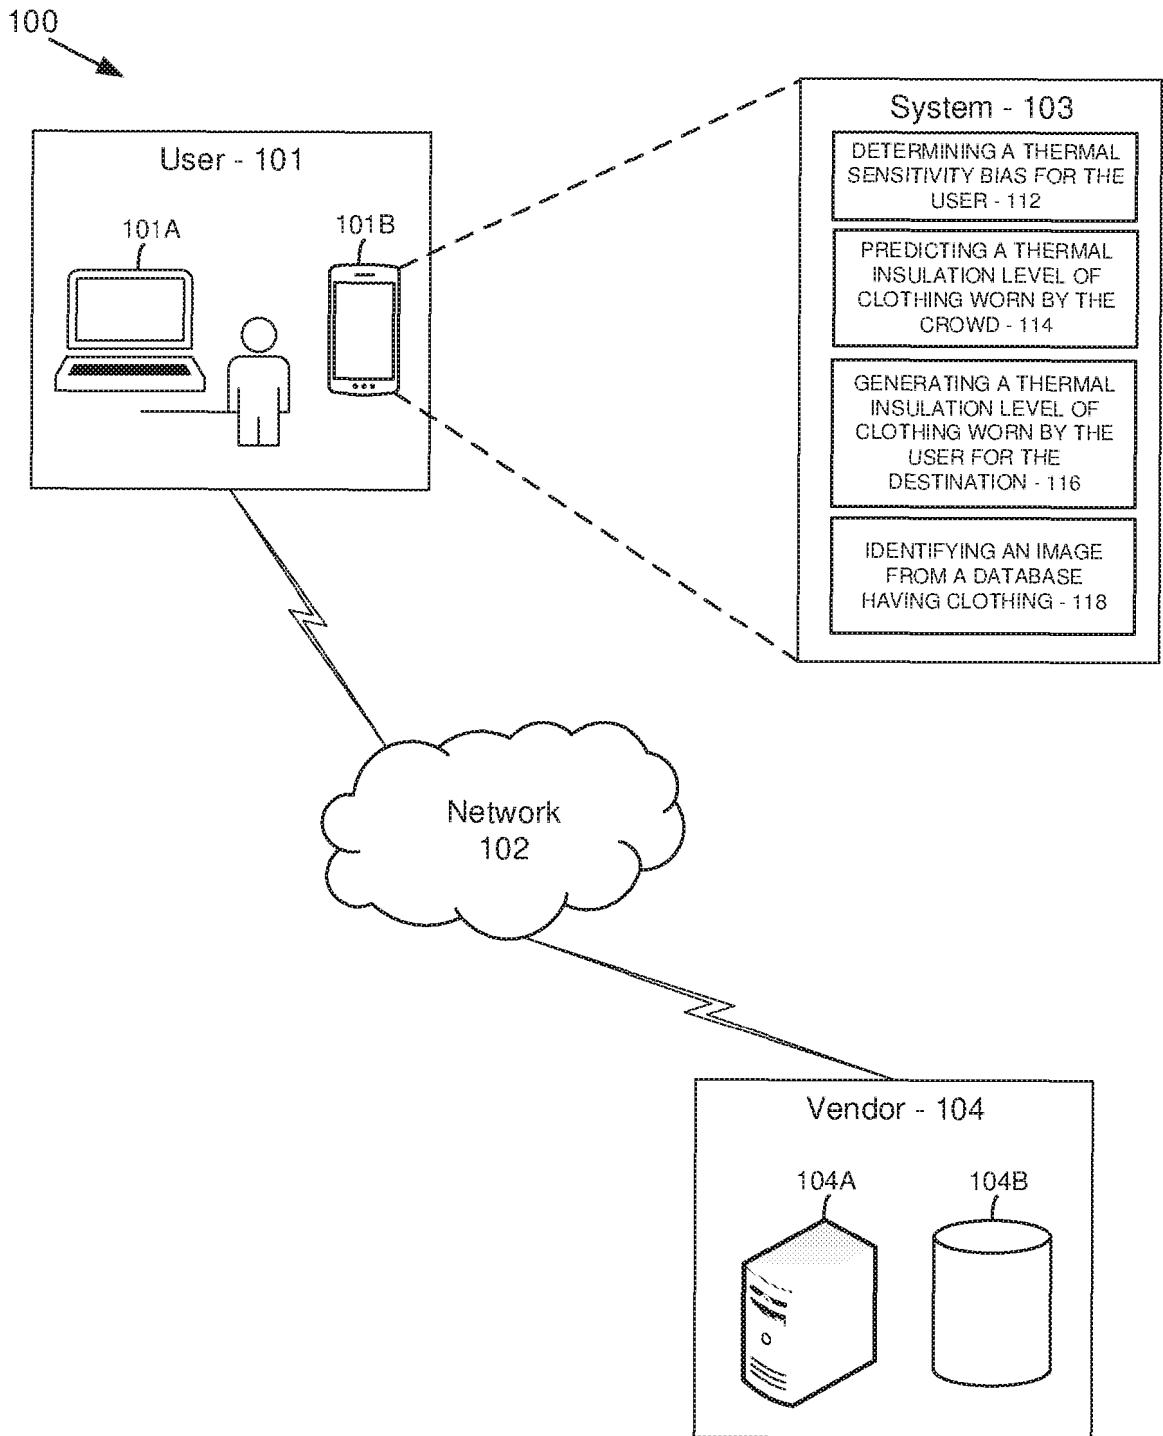 100
User - 101
101A
101B
System - 103
DETERMINING A THERMAL
SENSITIVITY BIAS FOR THE
USER - 112
PREDICTING A THERMAL
INSULATION LEVEL OF
CLOTHING WORN BY THE
CROWD - 114
GENERATING A THERMAL
INSULATION LEVEL OF
CLOTHING WORN BY THE
USER FOR THE
DESTINATION - 116
IDENTIFYING AN IMAGE
FROM A DATABASE
HAVING CLOTHING - 118
Network
102
Vendor - 104
104A
104B